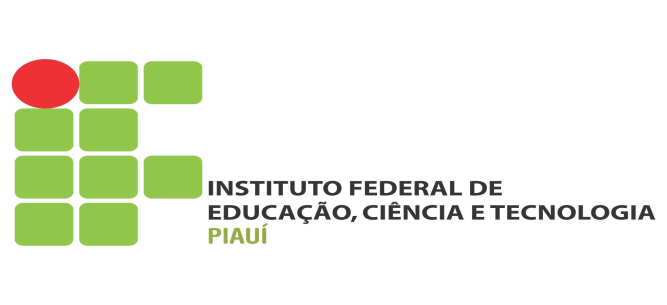 INSTITUTO FEDERAL DE
EDUCAÇÃO, CIÊNCIA E TECNOLOGIA
PIAUÍ